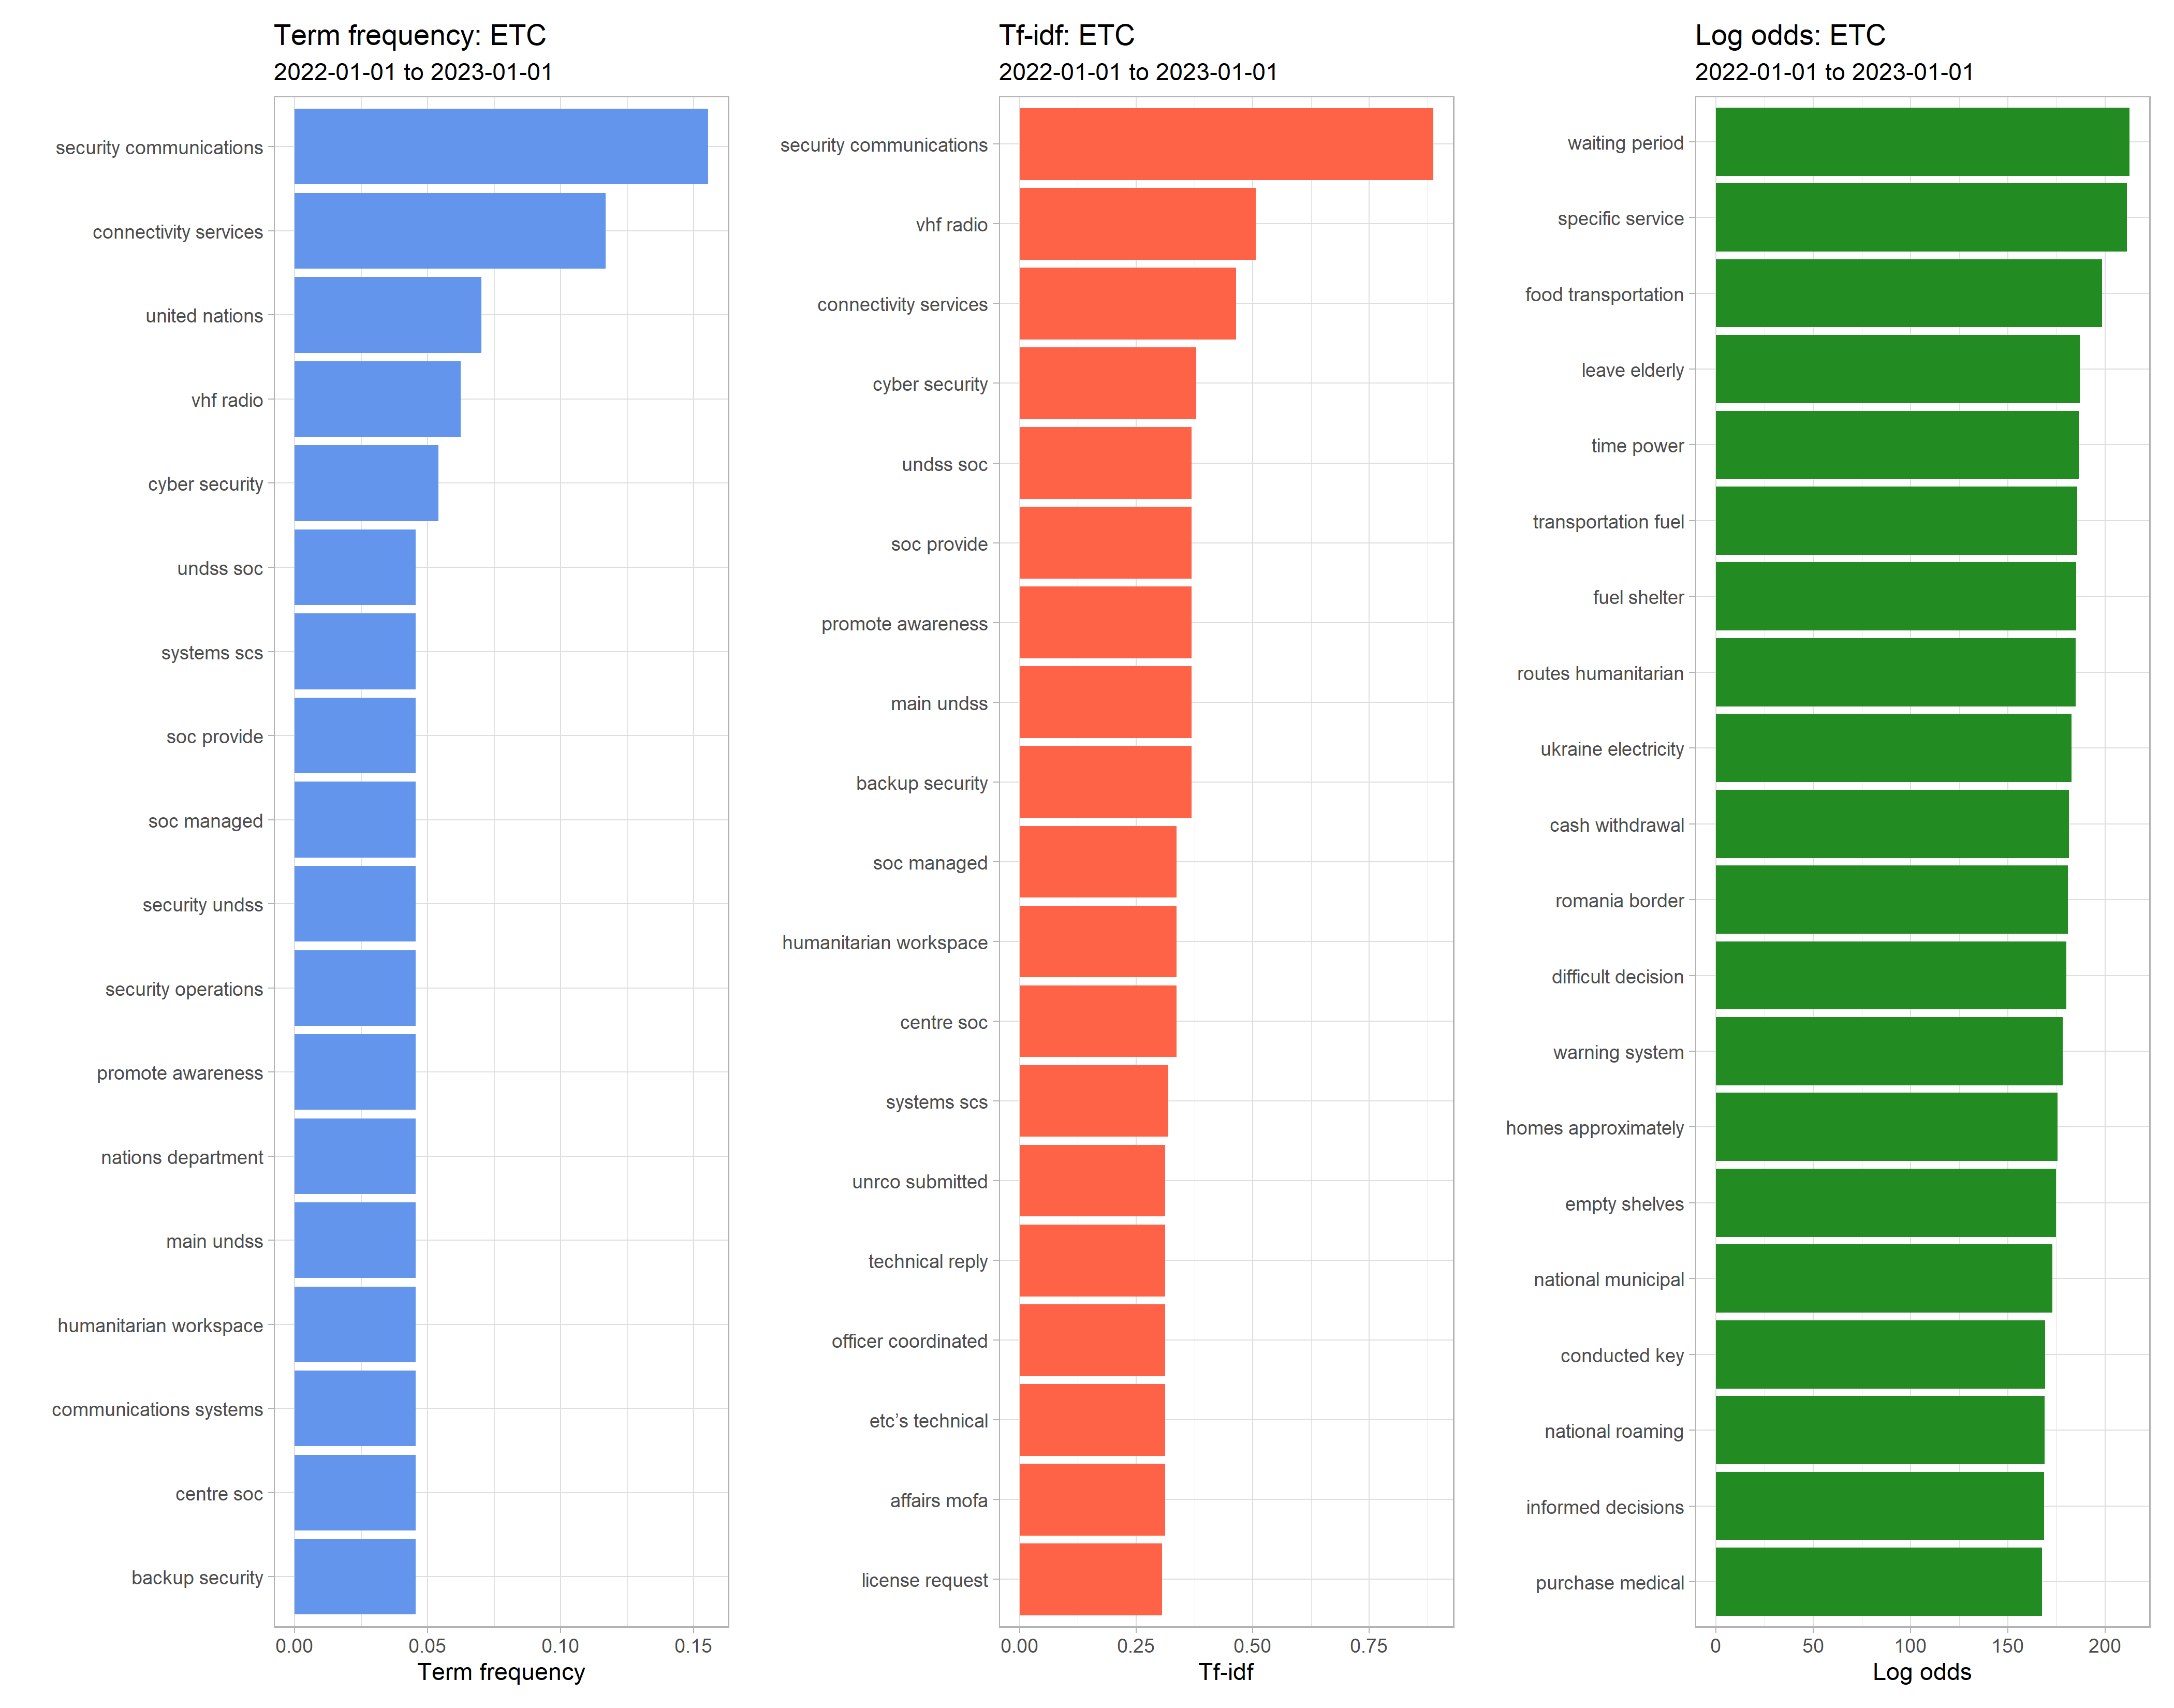 Term frequency: ETC
2022-01-01 to 2023-01-01
security communications
connectivity services
united nations
vhf radio
cyber security
undss soc
systems scs
soc provide
soc managed
security undss
security operations
promote awareness
nations department
main undss
humanitarian workspace
communications systems
centre soc
backup security
0.00 0.05 0.10 0.15
Term frequency
Tf-idf: ETC
2022-01-01 to 2023-01-01
security communications
vhf radio
connectivity services
cyber security
undss soc
soc provide
promote awareness
main undss
backup security
soc managed
humanitarian workspace
centre soc
systems scs
unrco submitted
technical reply
officer coordinated
etc’s technical
affairs mofa
license request
0.00 0.25 0.50 0.75
Tf-idf
Log odds: ETC
2022-01-01 to 2023-01-01
waiting period
specific service
food transportation
leave elderly
time power
transportation fuel
fuel shelter
routes humanitarian
ukraine electricity
cash withdrawal
romania border
difficult decision
warning system
homes approximately
empty shelves
national municipal
conducted key
national roaming
informed decisions
purchase medical
0 50 100 150 200
Log odds